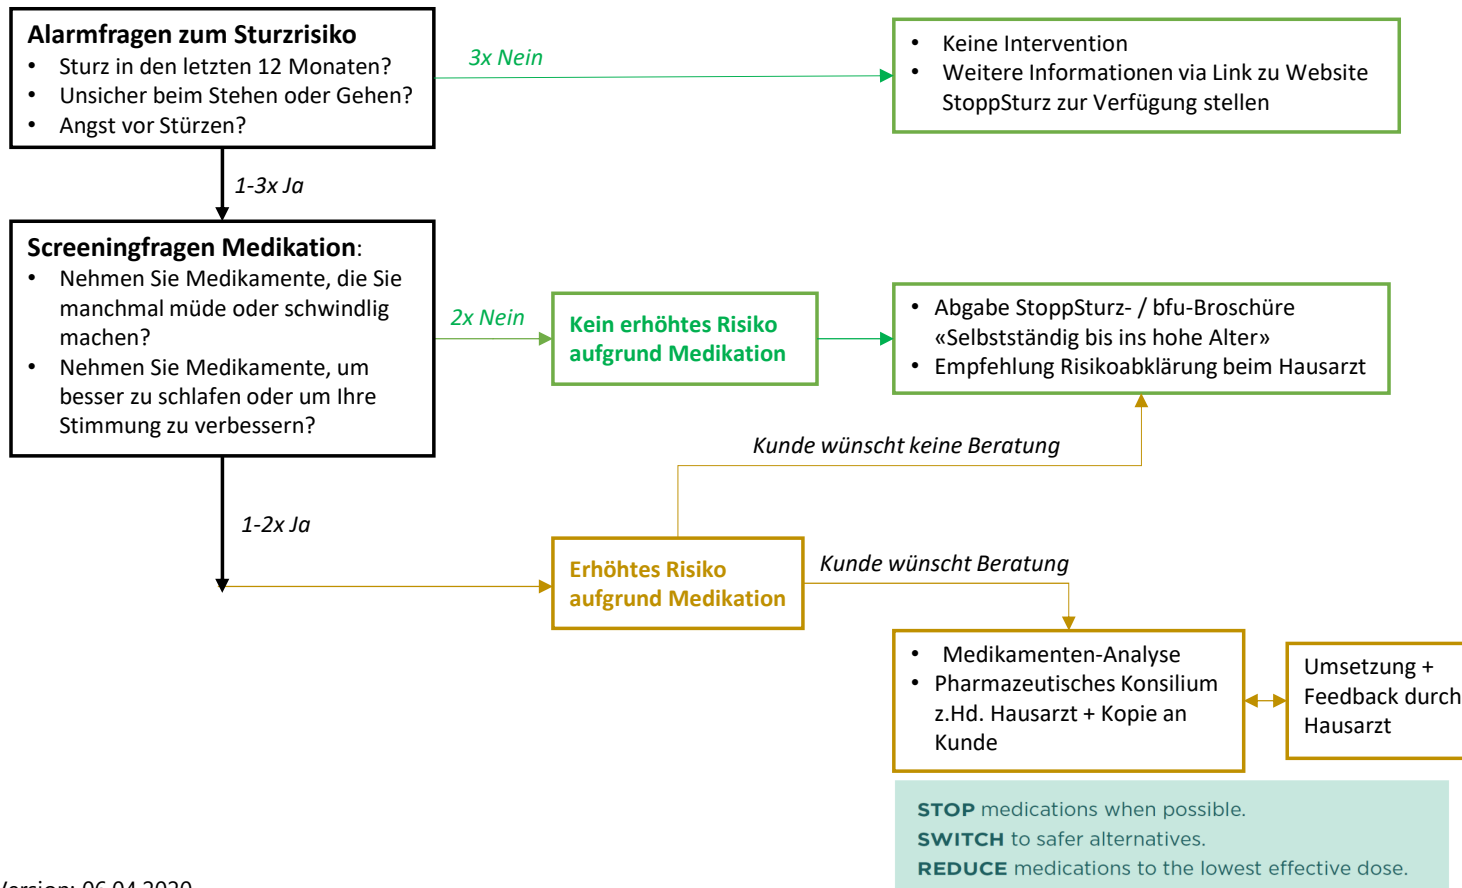 Alarmfragen zum Sturzrisiko
• Sturz in den letzten 12 Monaten?
• Unsicher beim Stehen oder Gehen?
• Angst vor Stürzen?
3x Nein
• Keine Intervention
• Weitere Informationen via Link zu Website
StoppSturz zur Verfügung stellen
1-3x Ja
Screeningfragen Medikation:
• Nehmen Sie Medikamente, die Sie
manchmal müde oder schwindlig
machen?
• Nehmen Sie Medikamente, um
besser zu schlafen oder um Ihre
Stimmung zu verbessern?
2x Nein
Kein erhöhtes Risiko
aufgrund Medikation
• Abgabe StoppSturz- / bfu-Broschüre
«Selbstständig bis ins hohe Alter»
• Empfehlung Risikoabklärung beim Hausarzt
Kunde wünscht keine Beratung
1-2x Ja
Erhöhtes Risiko
aufgrund Medikation
Kunde wünscht Beratung
• Medikamenten-Analyse
• Pharmazeutisches Konsilium
z.Hd. Hausarzt + Kopie an
Kunde
Umsetzung +
Feedback durch
Hausarzt
STOP medications when possible.
SWITCH to safer alternatives.
REDUCE medications to the lowest effective dose.